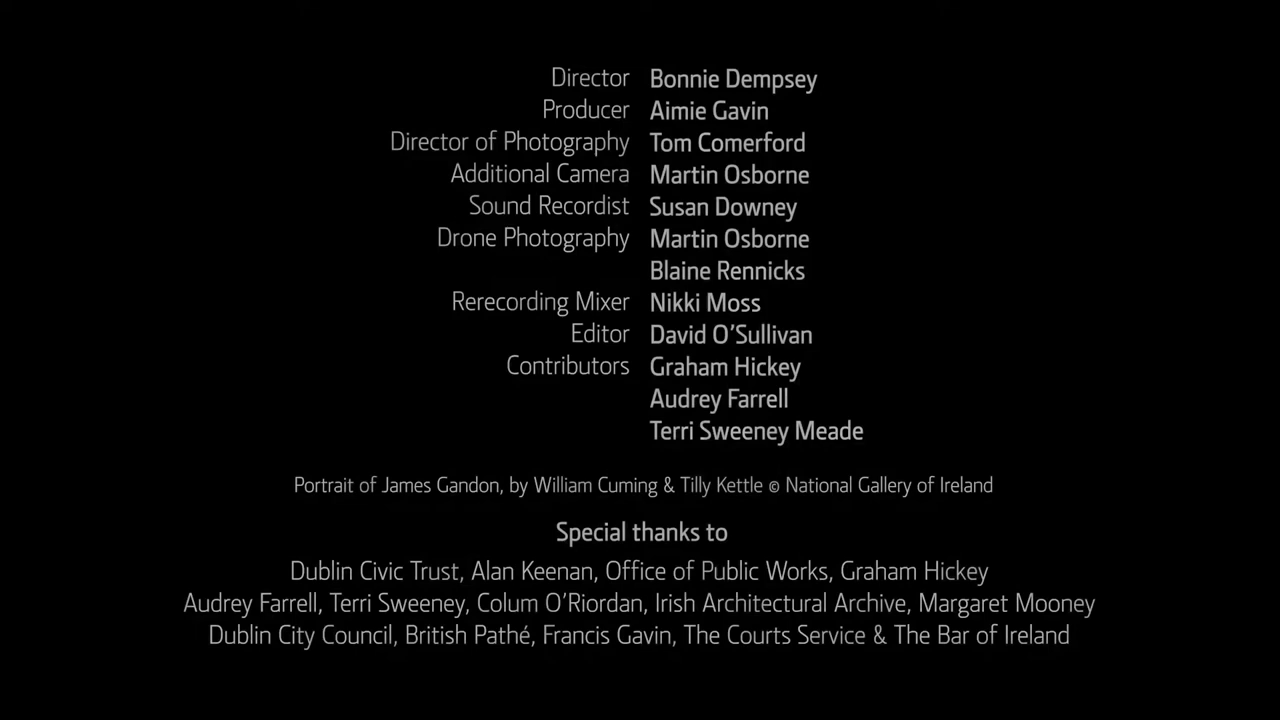 Director Bonnie Dempsey
Producer Aimie Gavin
Director of Photography Tom Comerford
Additional Camera Martin Osborne
Sound Recordist Susan Downey
Drone Photography Martin Osborne
Blaine Rennicks
Rerecording Mixer Nikki Moss
Editor David O'Sullivan
Contributors Graham Hickey
Audrey Farrell
Terri Sweeney Meade
Portrait of James Gandon, by William Cuming & Tilly Kettle © National Gallery of Ireland
Special thanks to
Dublin Civic Trust, Alan Keenan, Office of Public Works, Graham Hickey
Audrey Farrell, Terri Sweeney, Colum O'Riordan, Irish Architectural Archive, Margaret Mooney
Dublin City Council, British Pathé, Francis Gavin, The Courts Service & The Bar of Ireland